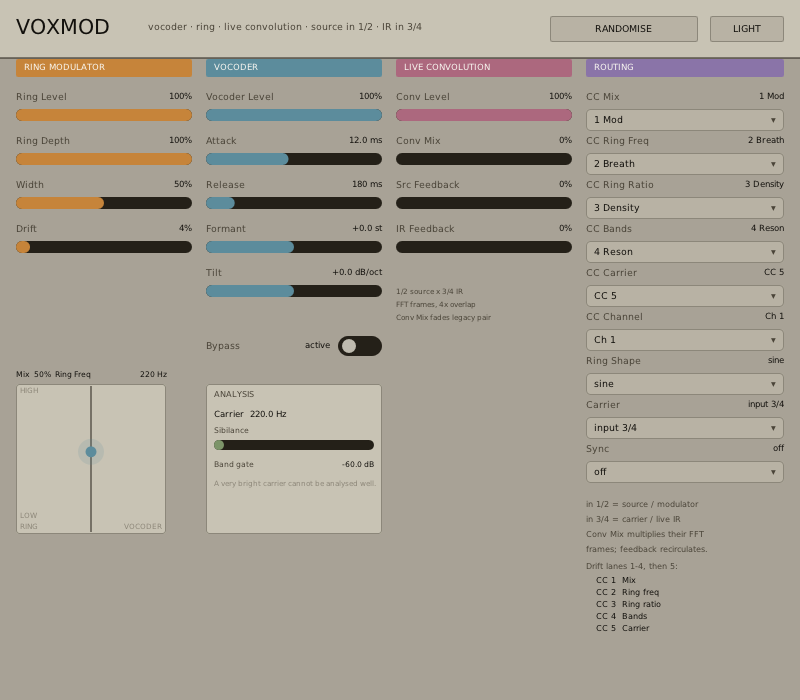 VOXMOD
vocoder · ring · live convolution · source in 1/2 · IR in 3/4
RANDOMISE
LIGHT
RING MODULATOR
Ring Level 100%
Ring Depth 100%
Width 50%
Drift 4%
Mix 50% Ring Freq 220 Hz
HIGH
LOW
RING VOCODER
VOCODER
Vocoder Level 100%
Attack 12.0 ms
Release 180 ms
Formant +0.0 st
Tilt +0.0 dB/oct
Bypass active
ANALYSIS
Carrier 220.0 Hz
Sibilance
Band gate -60.0 dB
A very bright carrier cannot be analysed well.
LIVE CONVOLUTION
Conv Level 100%
Conv Mix 0%
Src Feedback 0%
IR Feedback 0%
1/2 source x 3/4 IR
FFT frames, 4x overlap
Conv Mix fades legacy pair
ROUTING
CC Mix 1 Mod
1 Mod
CC Ring Freq 2 Breath
2 Breath
CC Ring Ratio 3 Density
3 Density
CC Bands 4 Reson
4 Reson
CC Carrier CC 5
CC 5
CC Channel Ch 1
Ch 1
Ring Shape sine
sine
Carrier input 3/4
input 3/4
Sync off
off
in 1/2 = source / modulator
in 3/4 = carrier / live IR
Conv Mix multiplies their FFT
frames; feedback recirculates.
Drift lanes 1-4, then 5:
CC 1 Mix
CC 2 Ring freq
CC 3 Ring ratio
CC 4 Bands
CC 5 Carrier